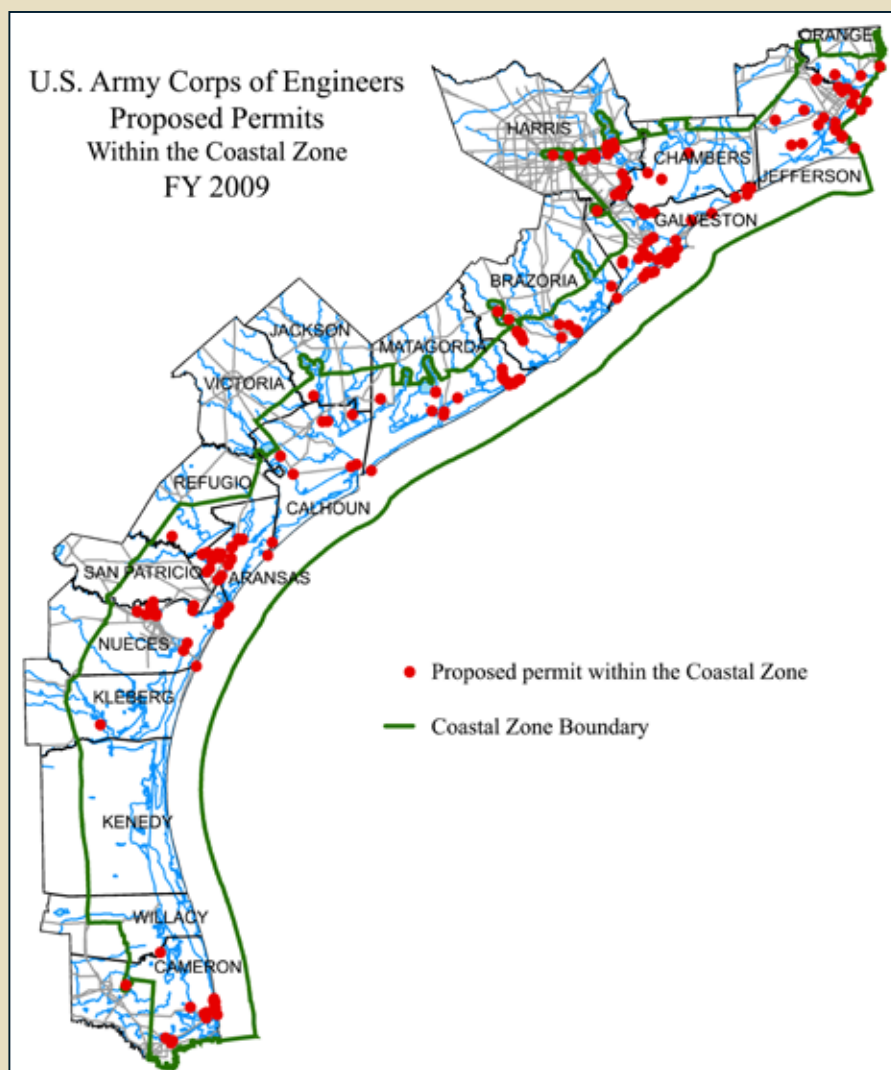 U.S. Army Corps of Engineers
Proposed Permits
Within the Coastal Zone
FY 2009
ORANGE
HARRIS
CHAMBERS
JEFFERSON
GALVESTON
BRAZORIA
JACKSON
MATAGORDA
VICTORIA
REFUGIO
CALHOUN
SAN PATRICIO
ARANSAS
NUECES
KLEBERG
KENEDY
WILLACY
CAMERON
Proposed permit within the Coastal Zone
Coastal Zone Boundary